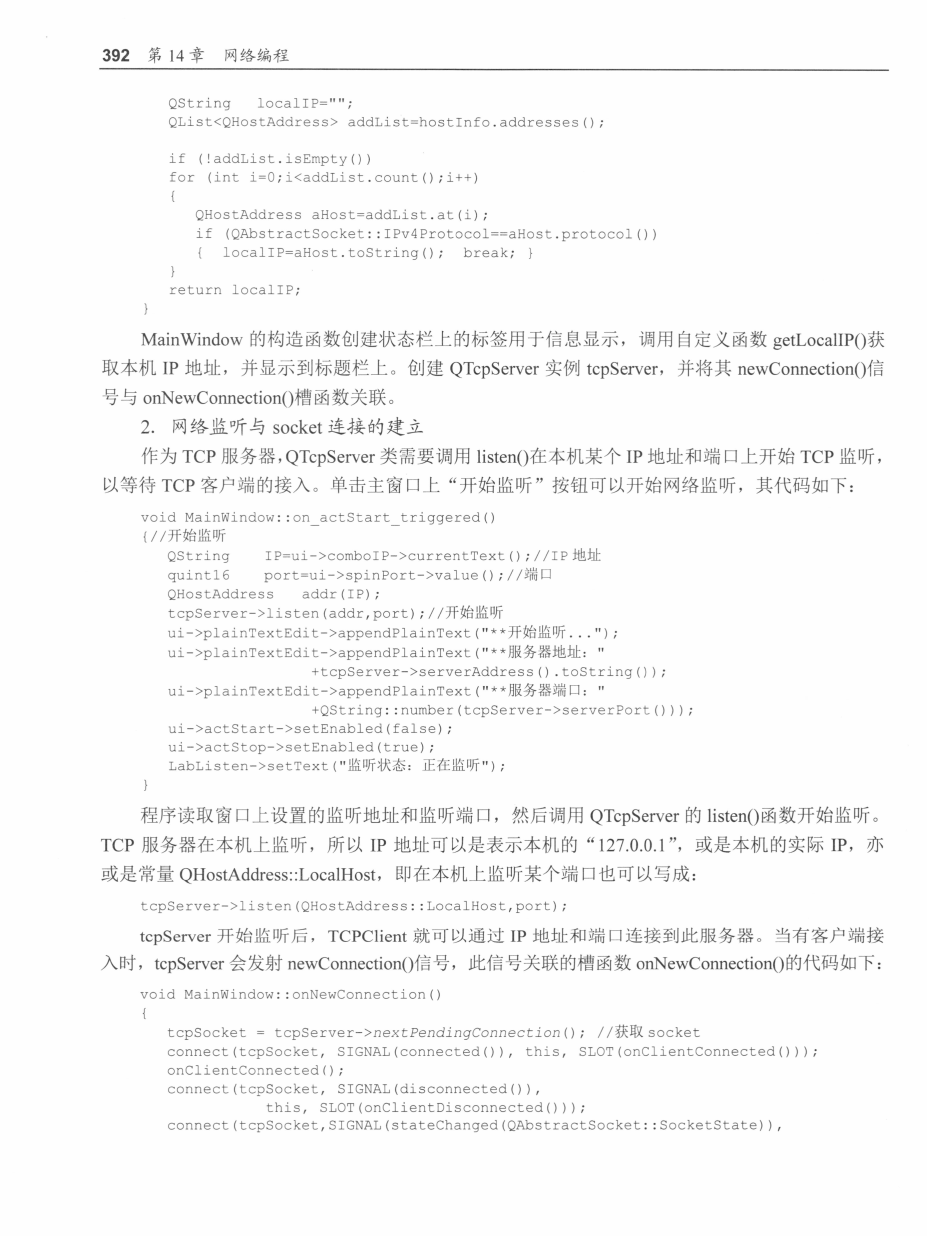 392 第 14 章 网络编程
QString localIP="";
QList<QHostAddress> addList=hostInfo.addresses();
if (!addList.isEmpty())
for (int i=0;i<addList.count();i++)
{
QHostAddress aHost=addList.at(i);
if (QAbstractSocket::IPv4Protocol==aHost.protocol())
{ localIP=aHost.toString(); break; }
}
return localIP;
}
MainWindow 的构造函数创建状态栏上的标签用于信息显示，调用自定义函数 getLocalIP()获
取本机 IP 地址，并显示到标题栏上。创建 QTcpServer 实例 tcpServer，并将其 newConnection()信
号与 onNewConnection()槽函数关联。
2．网络监听与 socket 连接的建立
作为 TCP 服务器，QTcpServer 类需要调用 listen()在本机某个 IP 地址和端口上开始 TCP 监听，
以等待 TCP 客户端的接入。单击主窗口上“开始监听”按钮可以开始网络监听，其代码如下：
void MainWindow::on_actStart_triggered()
{//开始监听
QString IP=ui->comboIP->currentText();//IP 地址
quint16 port=ui->spinPort->value();//端口
QHostAddress addr(IP);
tcpServer->listen(addr,port);//开始监听
ui->plainTextEdit->appendPlainText("**开始监听...");
ui->plainTextEdit->appendPlainText("**服务器地址："
+tcpServer->serverAddress().toString());
ui->plainTextEdit->appendPlainText("**服务器端口："
+QString::number(tcpServer->serverPort()));
ui->actStart->setEnabled(false);
ui->actStop->setEnabled(true);
LabListen->setText("监听状态：正在监听");
}
程序读取窗口上设置的监听地址和监听端口，然后调用 QTcpServer 的 listen()函数开始监听。
TCP 服务器在本机上监听，所以 IP 地址可以是表示本机的“127.0.0.1”，或是本机的实际 IP，亦
或是常量 QHostAddress::LocalHost，即在本机上监听某个端口也可以写成：
tcpServer->listen(QHostAddress::LocalHost,port);
tcpServer 开始监听后，TCPClient 就可以通过 IP 地址和端口连接到此服务器。当有客户端接
入时，tcpServer 会发射 newConnection()信号，此信号关联的槽函数 onNewConnection()的代码如下：
void MainWindow::onNewConnection()
{
tcpSocket = tcpServer->nextPendingConnection(); //获取 socket
connect(tcpSocket, SIGNAL(connected()), this, SLOT(onClientConnected()));
onClientConnected();
connect(tcpSocket, SIGNAL(disconnected()),
this, SLOT(onClientDisconnected()));
connect(tcpSocket,SIGNAL(stateChanged(QAbstractSocket::SocketState)),